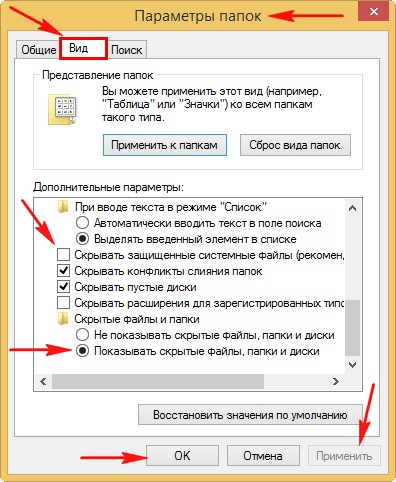 Параметры папок
Общие Вид Поиск
Представление папок
Вы можете применить этот вид (например,
"Таблица" или "Значки") ко всем папкам
такого типа.
Применить к папкам Сброс вида папок
Дополнительные параметры:
При вводе текста в режиме "Список"
Автоматически вводить текст в поле поиска
Выделять введенный элемент в списке
Скрывать защищенные системные файлы (рекомен,
Скрывать конфликты слияния папок
Скрывать пустые диски
Скрывать расширения для зарегистрированных типо
Скрытые файлы и папки
Не показывать скрытые файлы, папки и диски
Показывать скрытые файлы, папки и диски
Восстановить значения по умолчанию
OK Отмена Применить